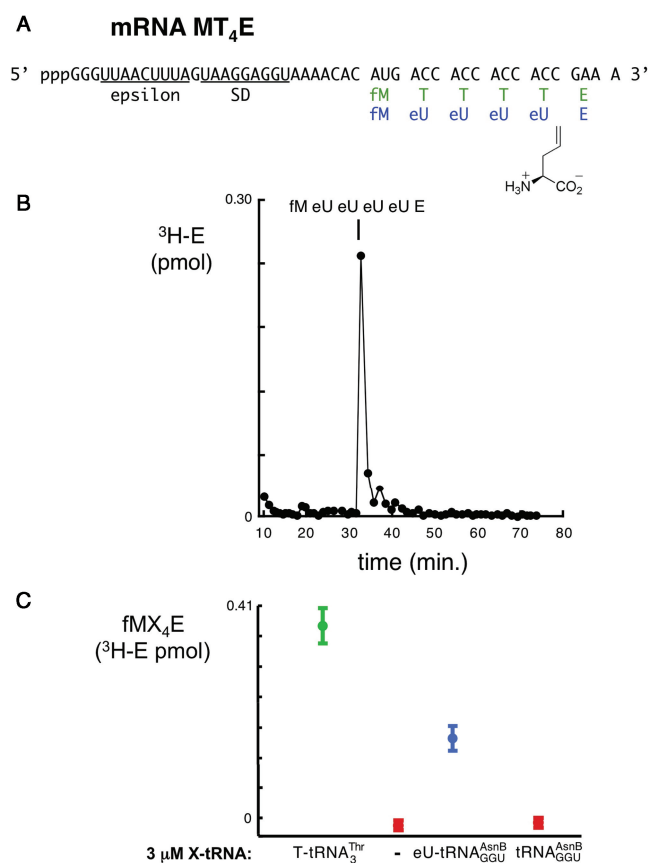 A
mRNA MT4E
5’ pppGGGUUAACUUUAGUAAGGAGGUAAAACAC AUG ACC ACC ACC ACC GAA A 3’
epsilon SD fM T T T T E
fM eU eU eU eU E
H3N+ CO2−
B
fM eU eU eU eU E
0.30
3H-E
(pmol)
0
10 20 30 40 50 60 70 80
time (min.)
C
0.41
fMX4E
(3H-E pmol)
0
3 µM X-tRNA: T-tRNA3Thr - eU-tRNAGGUAsnB tRNAGGUAsnB